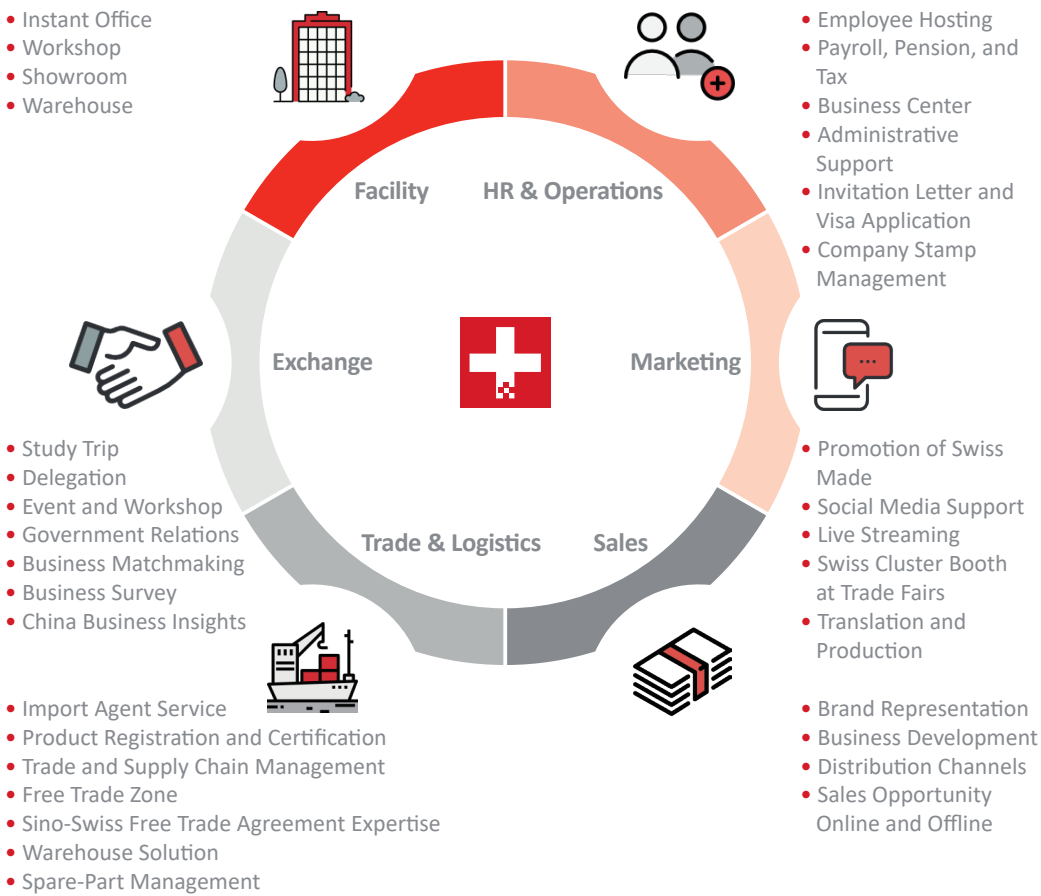 • Instant Office
• Workshop
• Showroom
• Warehouse
• Employee Hosting
• Payroll, Pension, and
Tax
• Business Center
• Administrative
Support
• Invitation Letter and
Visa Application
• Company Stamp
Management
Facility
HR & Operations
Exchange
Marketing
Trade & Logistics
Sales
• Study Trip
• Delegation
• Event and Workshop
• Government Relations
• Business Matchmaking
• Business Survey
• China Business Insights
• Promotion of Swiss
Made
• Social Media Support
• Live Streaming
• Swiss Cluster Booth
at Trade Fairs
• Translation and
Production
• Import Agent Service
• Product Registration and Certification
• Trade and Supply Chain Management
• Free Trade Zone
• Sino-Swiss Free Trade Agreement Expertise
• Warehouse Solution
• Spare-Part Management
• Brand Representation
• Business Development
• Distribution Channels
• Sales Opportunity
Online and Offline